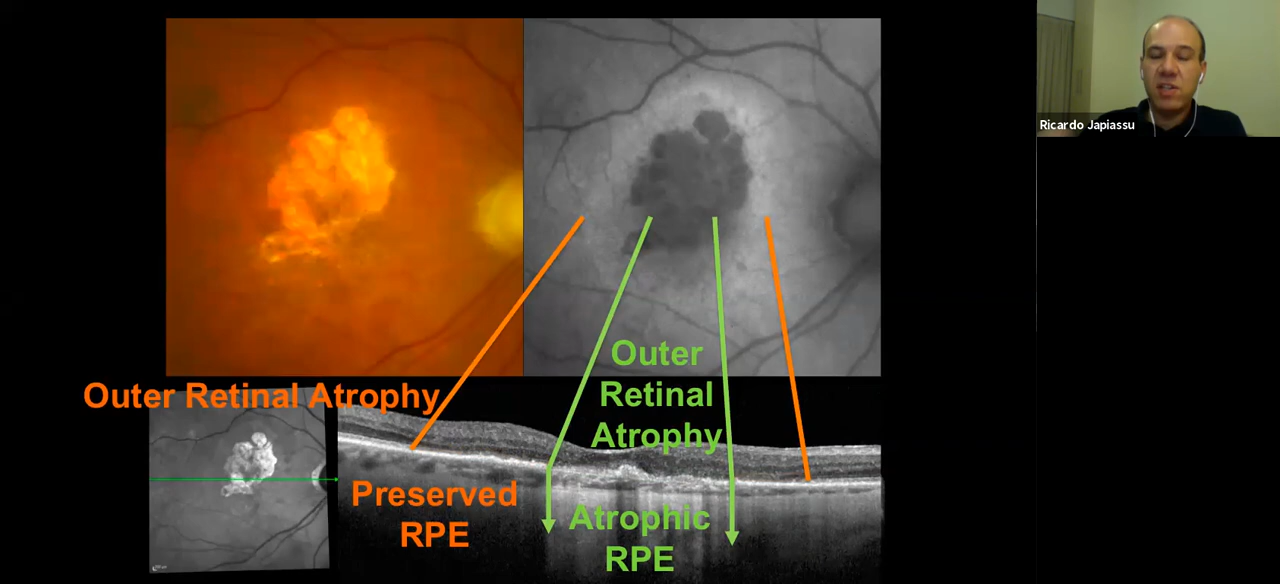 Ricardo Japiassu
Outer
Retinal
Atrophy
Outer Retinal Atrophy
Preserved
RPE
Atrophic
RPE